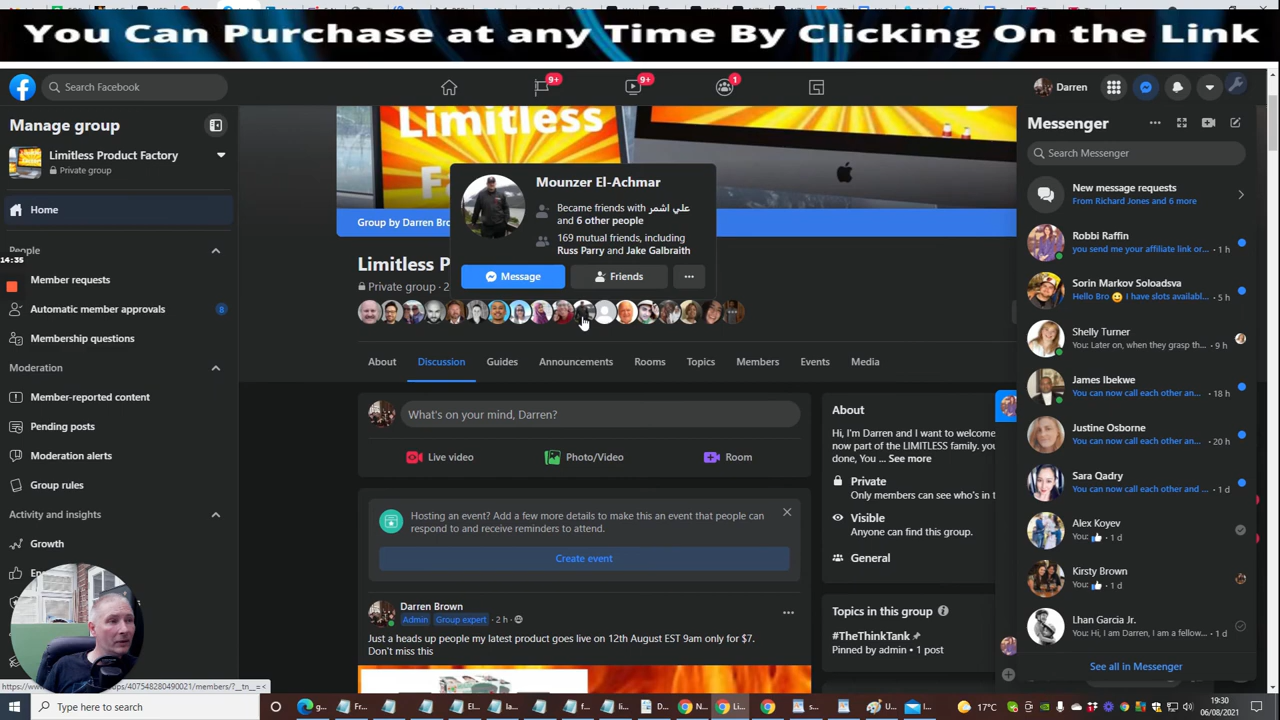 You Can Purchase at any Time By Clicking On the Link
Search Facebook
9+
9+
1
Darren
Manage group
Limitless Product Factory
Private group
Home
People
14:35
Member requests
Automatic member approvals
8
Membership questions
Moderation
Member-reported content
Pending posts
Moderation alerts
Group rules
Activity and insights
Growth
Limitless
Group by Darren Bro
Mounzer El-Achmar
Became friends with علي اشمر
and 6 other people
169 mutual friends, including
Russ Parry and Jake Galbraith
Message
Friends
Limitless P
Private group · 2
About
Discussion
Guides
Announcements
Rooms
Topics
Members
Events
Media
What's on your mind, Darren?
Live video
Photo/Video
Room
Hosting an event? Add a few more details to make this an event that people can
respond to and receive reminders to attend.
Create event
Darren Brown
Admin
Group expert
· 2 h ·
Just a heads up people my latest product goes live on 12th August EST 9am only for $7.
Don't miss this
About
Hi, I'm Darren and I want to welcome
now part of the LIMITLESS family. you
done, You ... See more
Private
Only members can see who's in t
Visible
Anyone can find this group.
General
Topics in this group
#TheThinkTank
Pinned by admin • 1 post
Messenger
Search Messenger
New message requests
From Richard Jones and 6 more
Robbi Raffin
you send me your affiliate link or... · 1 h
Sorin Markov Soloadsva
Hello Bro 😀 I have slots availabl... · 5 h
Shelly Turner
You: Later on, when they grasp th... · 9 h
James Ibekwe
You can now call each other an... · 18 h
Justine Osborne
You can now call each other an... · 20 h
Sara Qadry
You can now call each other and ... · 1 d
Alex Koyev
You: 👍 · 1 d
Kirsty Brown
You: 👍 · 1 d
Lhan Garcia Jr.
You: Hi, I am Darren, I am a fellow... · 1 d
See all in Messenger
Type here to search
17°C
19:30
06/08/2021